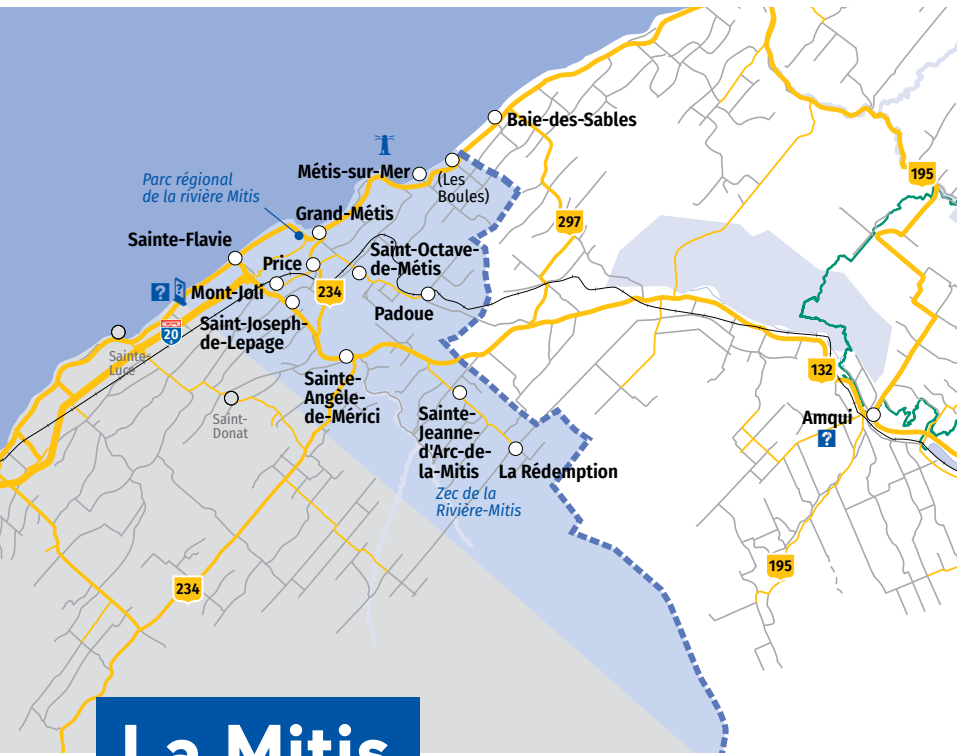 Baie-des-Sables
Métis-sur-Mer
(Les
Boules)
195
Parc régional
de la rivière Mitis
Grand-Métis
297
Sainte-Flavie
Saint-Octave-
de-Métis
Price
? Mont-Joli ?
234
Padoue
20
Saint-Joseph-
de-Lepage
Sainte-
Luce
132
Sainte-
Angèle-
de-Mérici
Saint-
Donat
Sainte-
Jeanne-
d'Arc-de-
la-Mitis
Amqui
?
La Rédemption
Zec de la
Rivière-Mitis
195
234
La Mitis